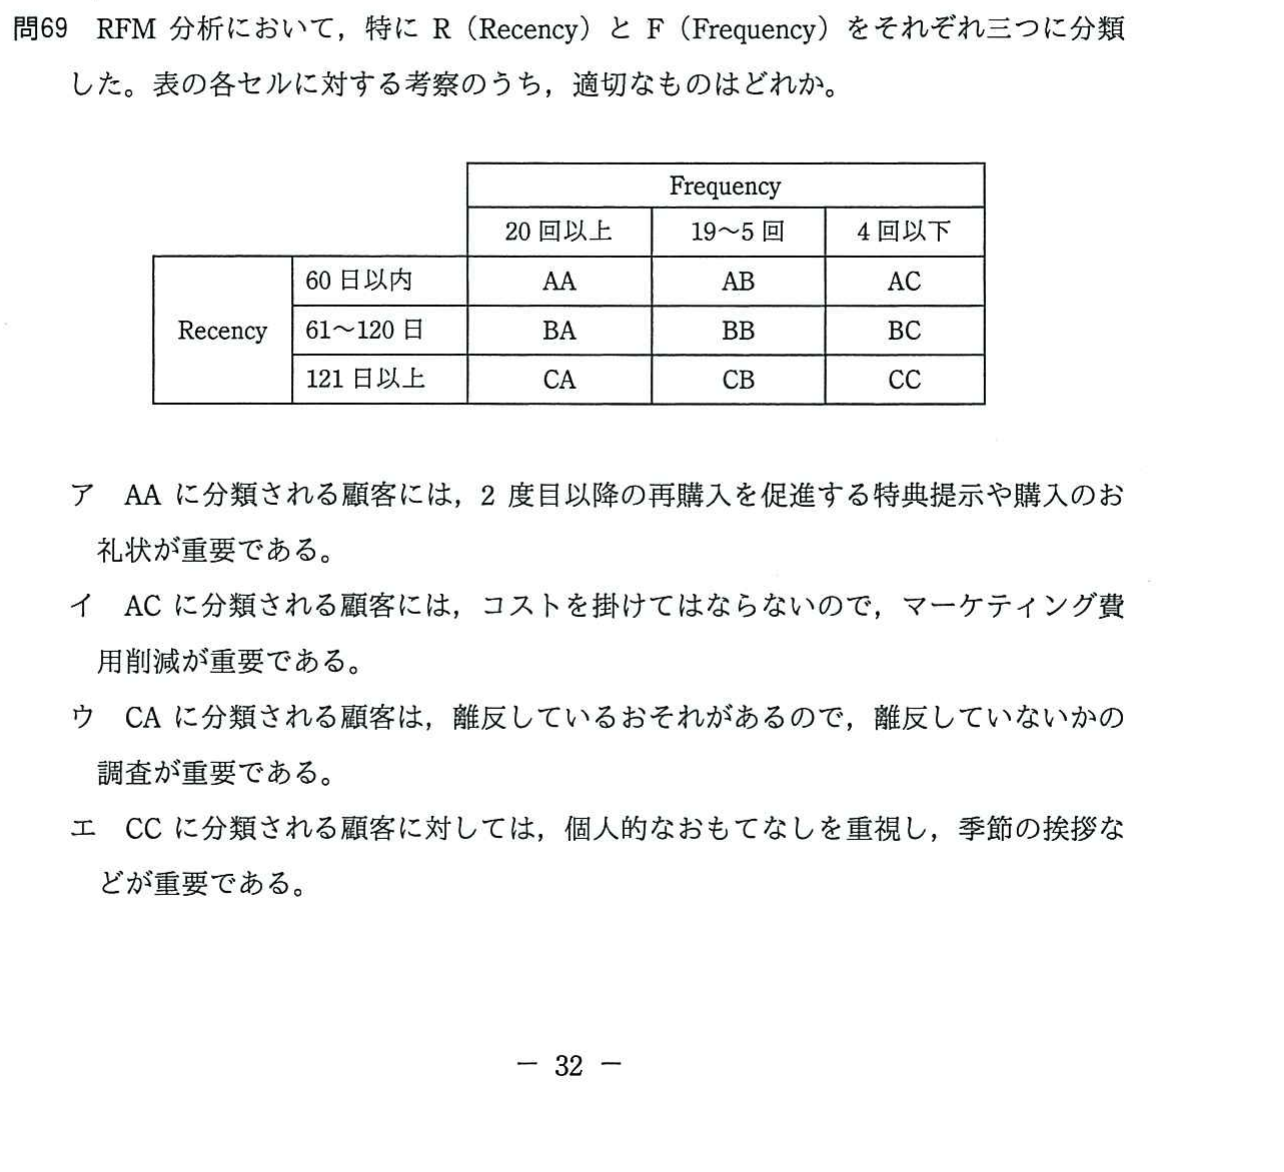 問69 RFM 分析において，特に R（Recency）と F（Frequency）をそれぞれ三つに分類
した。表の各セルに対する考察のうち，適切なものはどれか。
Frequency
20 回以上 19～5 回 4 回以下
60 日以内 AA AB AC
Recency 61～120 日 BA BB BC
121 日以上 CA CB CC
ア AA に分類される顧客には，2 度目以降の再購入を促進する特典提示や購入のお
礼状が重要である。
イ AC に分類される顧客には，コストを掛けてはならないので，マーケティング費
用削減が重要である。
ウ CA に分類される顧客は，離反しているおそれがあるので，離反していないかの
調査が重要である。
エ CC に分類される顧客に対しては，個人的なおもてなしを重視し，季節の挨拶な
どが重要である。
― 32 ―